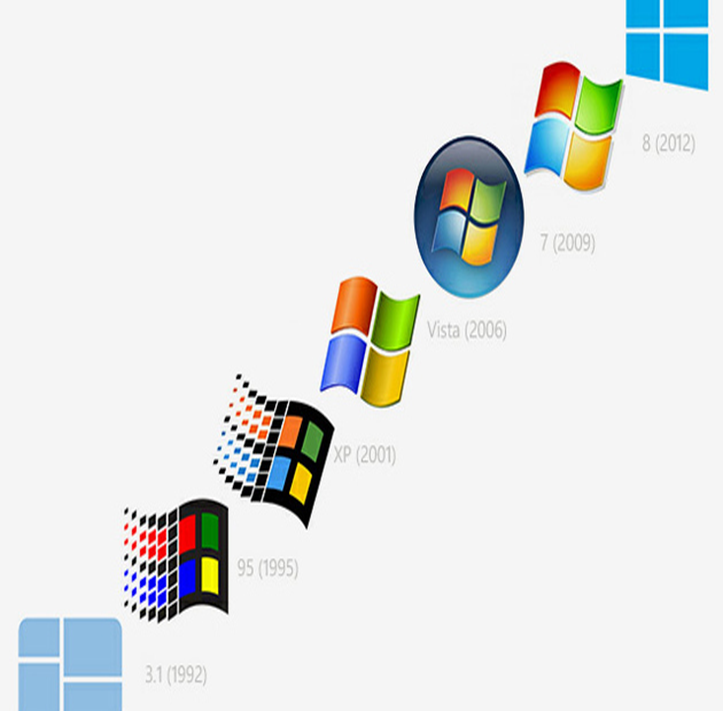 8 (2012)
7 (2009)
Vista (2006)
XP (2001)
95 (1995)
3.1 (1992)